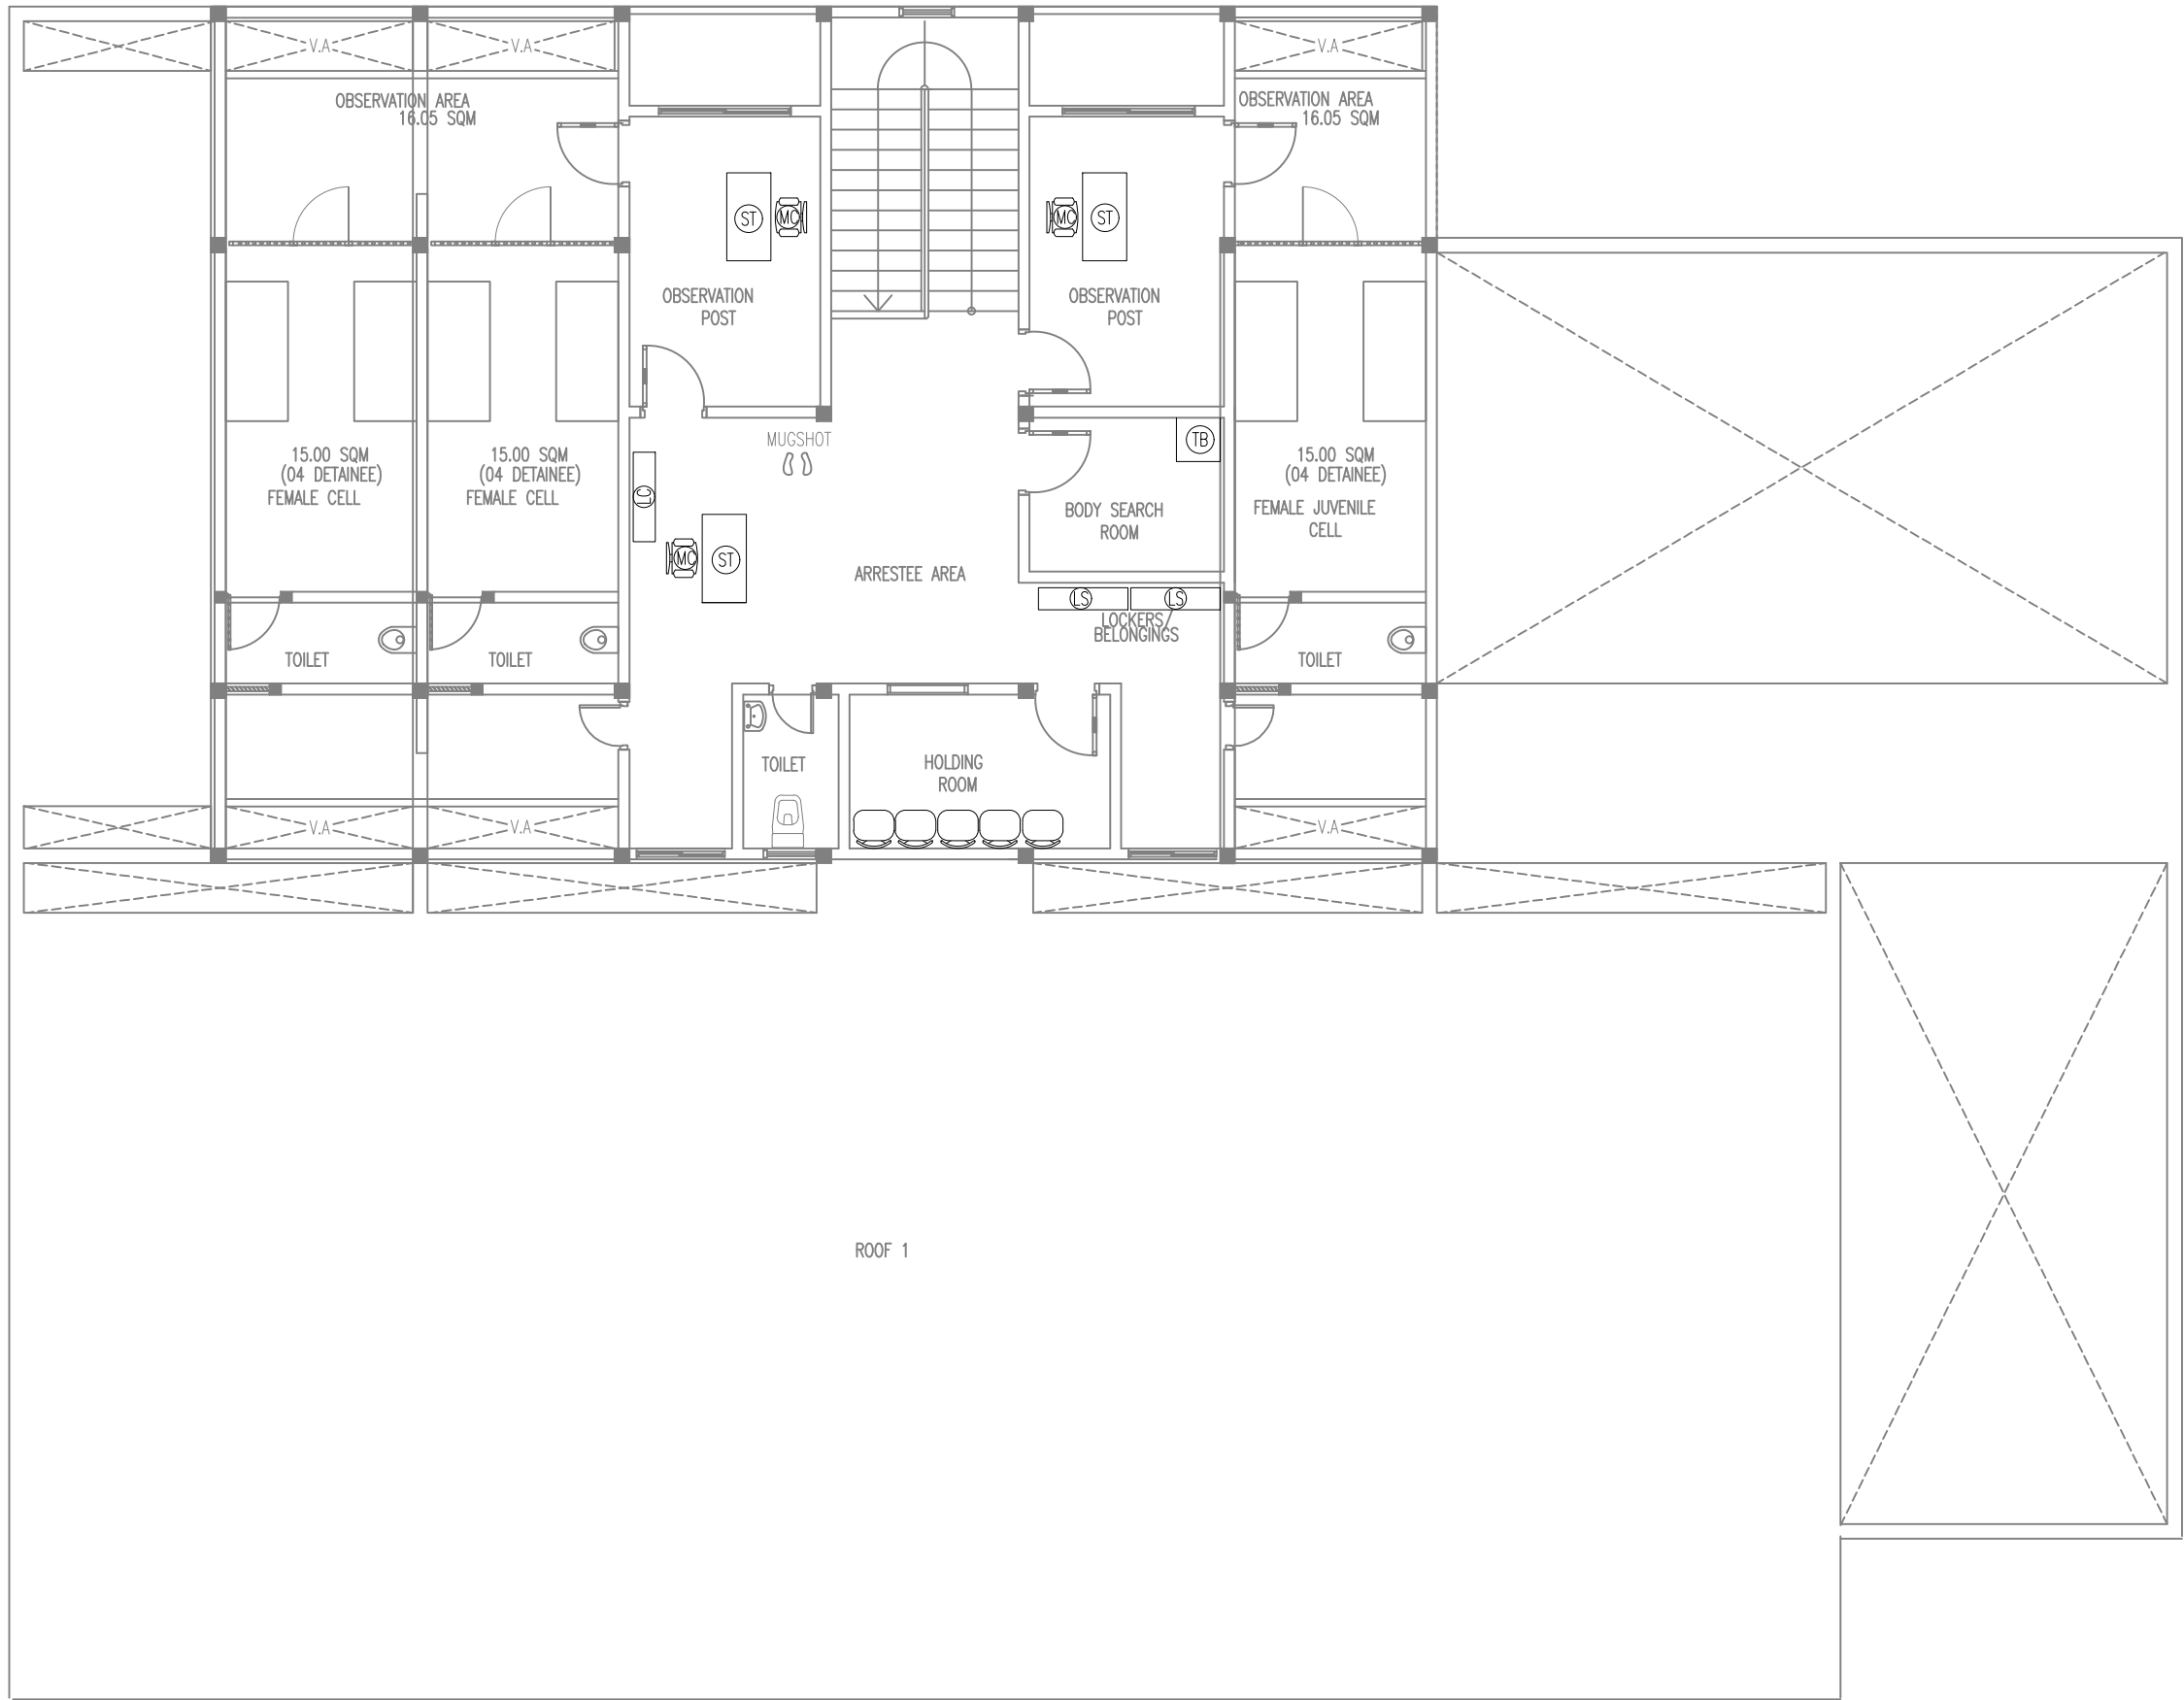 V.A
V.A
V.A
OBSERVATION AREA
16.05 SQM
OBSERVATION AREA
16.05 SQM
ST
MC
MC
ST
OBSERVATION
POST
OBSERVATION
POST
MUGSHOT
TB
15.00 SQM
(04 DETAINEE)
FEMALE CELL
15.00 SQM
(04 DETAINEE)
FEMALE CELL
LC
15.00 SQM
(04 DETAINEE)
FEMALE JUVENILE
CELL
BODY SEARCH
ROOM
MC
ST
ARRESTEE AREA
LS
LS
LOCKERS
BELONGINGS
TOILET
TOILET
TOILET
TOILET
HOLDING
ROOM
V.A
V.A
V.A
ROOF 1